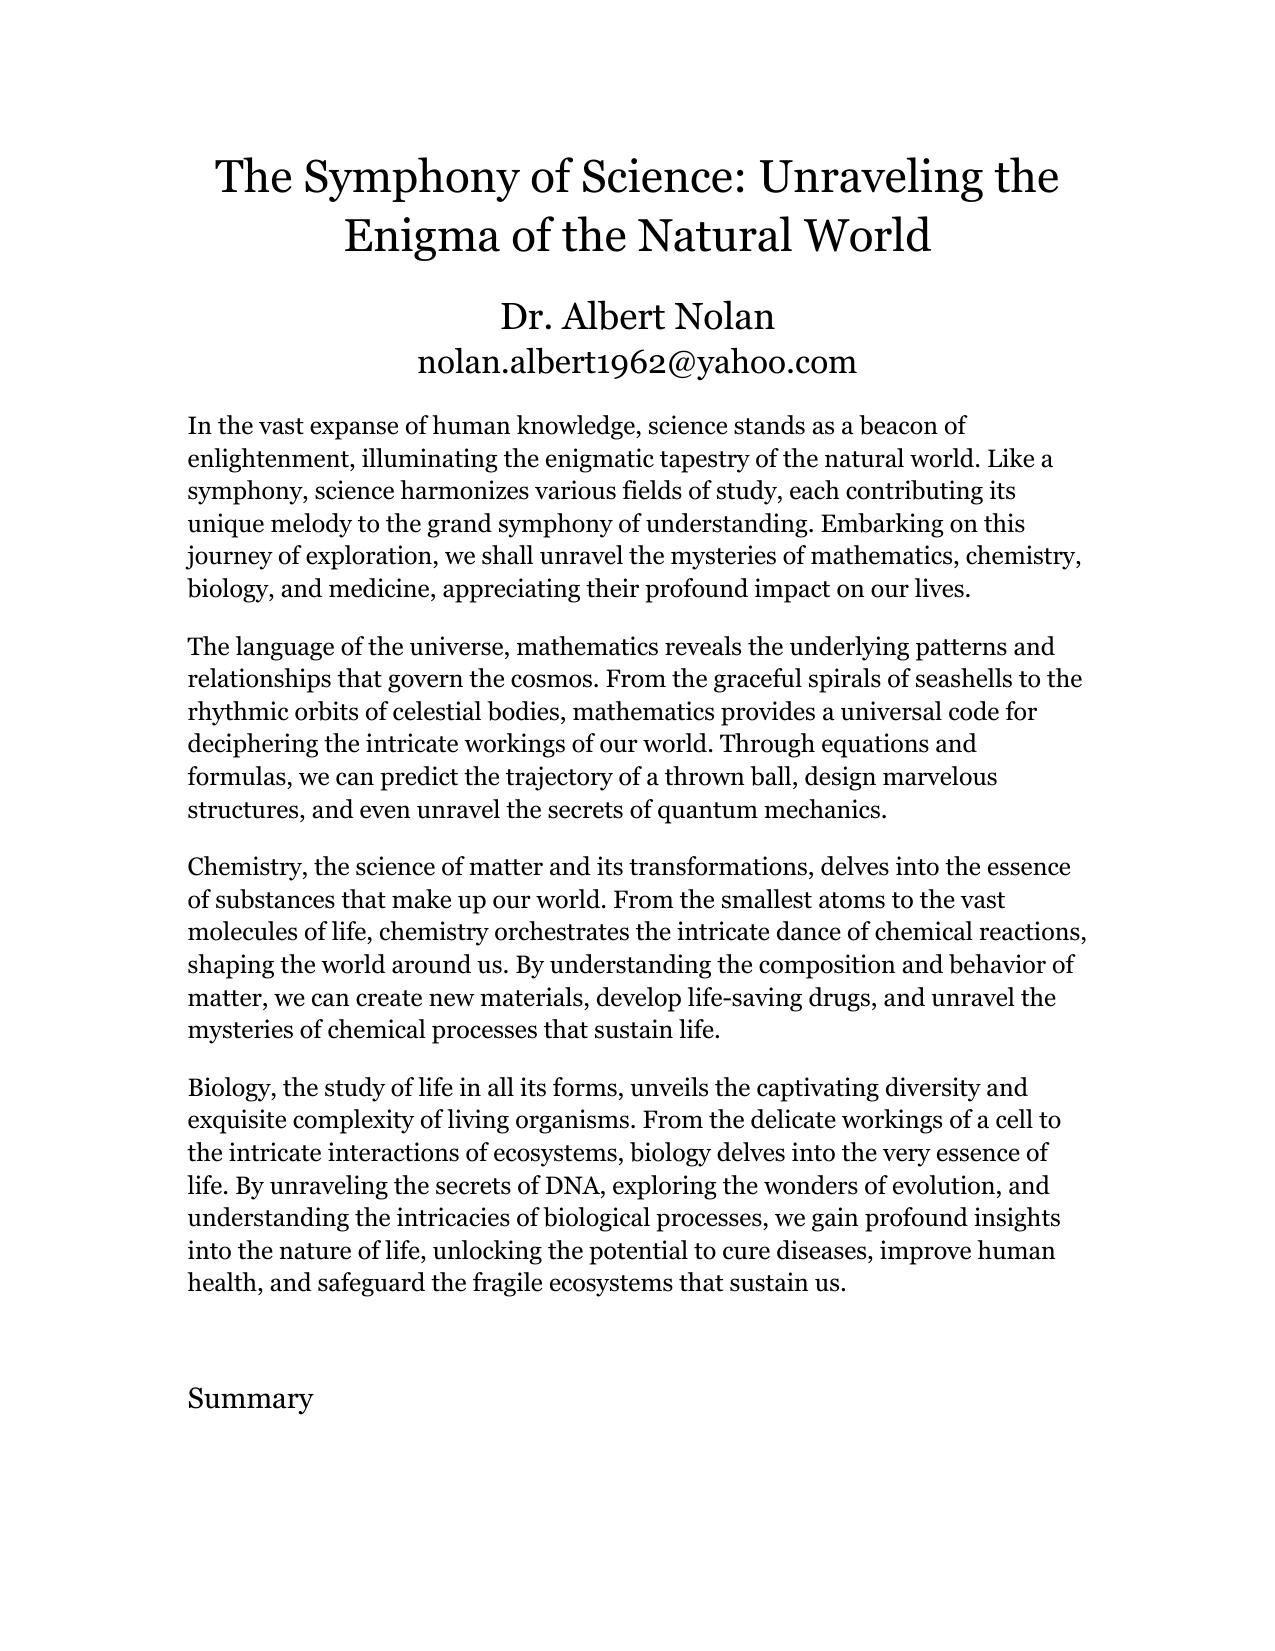 The Symphony of Science: Unraveling the
Enigma of the Natural World
Dr. Albert Nolan
nolan.albert1962@yahoo.com
In the vast expanse of human knowledge, science stands as a beacon of
enlightenment, illuminating the enigmatic tapestry of the natural world. Like a
symphony, science harmonizes various fields of study, each contributing its
unique melody to the grand symphony of understanding. Embarking on this
journey of exploration, we shall unravel the mysteries of mathematics, chemistry,
biology, and medicine, appreciating their profound impact on our lives.
The language of the universe, mathematics reveals the underlying patterns and
relationships that govern the cosmos. From the graceful spirals of seashells to the
rhythmic orbits of celestial bodies, mathematics provides a universal code for
deciphering the intricate workings of our world. Through equations and
formulas, we can predict the trajectory of a thrown ball, design marvelous
structures, and even unravel the secrets of quantum mechanics.
Chemistry, the science of matter and its transformations, delves into the essence
of substances that make up our world. From the smallest atoms to the vast
molecules of life, chemistry orchestrates the intricate dance of chemical reactions,
shaping the world around us. By understanding the composition and behavior of
matter, we can create new materials, develop life-saving drugs, and unravel the
mysteries of chemical processes that sustain life.
Biology, the study of life in all its forms, unveils the captivating diversity and
exquisite complexity of living organisms. From the delicate workings of a cell to
the intricate interactions of ecosystems, biology delves into the very essence of
life. By unraveling the secrets of DNA, exploring the wonders of evolution, and
understanding the intricacies of biological processes, we gain profound insights
into the nature of life, unlocking the potential to cure diseases, improve human
health, and safeguard the fragile ecosystems that sustain us.
Summary